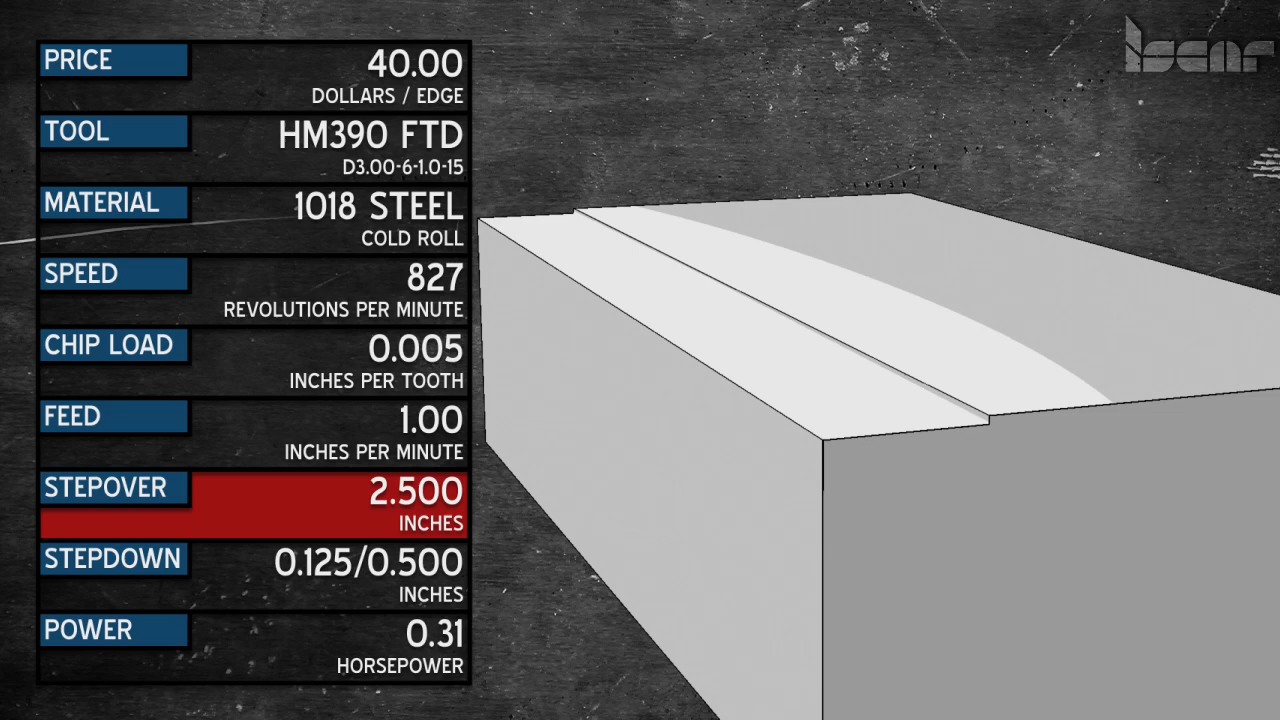 PRICE
40.00
DOLLARS / EDGE
TOOL
HM390 FTD
D3.00-6-1.0-15
MATERIAL
1018 STEEL
COLD ROLL
SPEED
827
REVOLUTIONS PER MINUTE
CHIP LOAD
0.005
INCHES PER TOOTH
FEED
1.00
INCHES PER MINUTE
STEPOVER
2.500
INCHES
STEPDOWN
0.125/0.500
INCHES
POWER
0.31
HORSEPOWER
Iscar